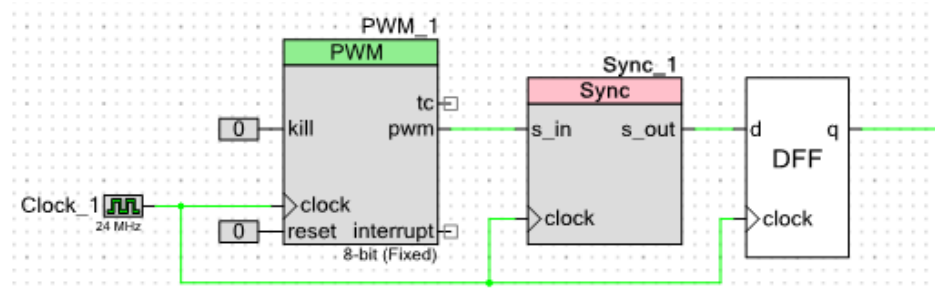 PWM_1
PWM
Sync_1
Sync
tc
0 kill pwm
s_in s_out
d q
DFF
Clock_1
24 MHz
clock
clock
clock
0 reset interrupt
8-bit (Fixed)